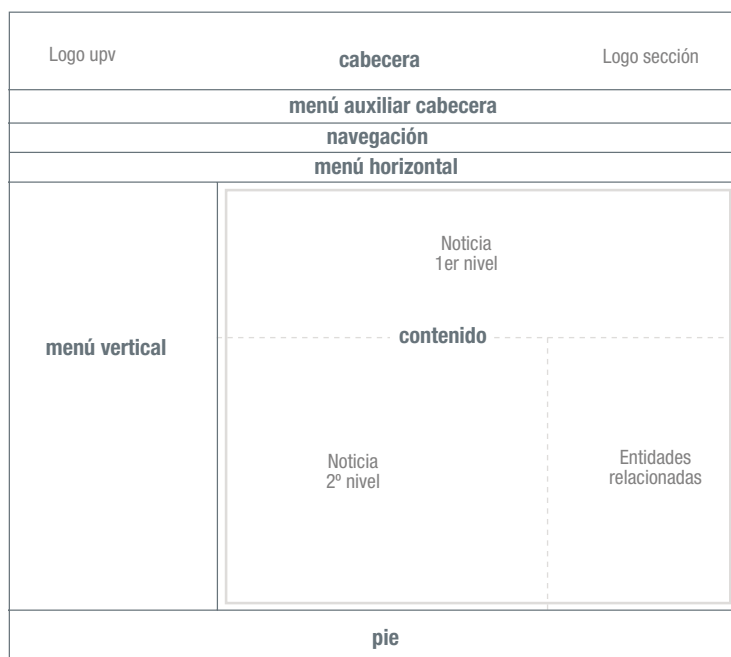 Logo upv
cabecera
Logo sección
menú auxiliar cabecera
navegación
menú horizontal
Noticia
1er nivel
menú vertical
contenido
Noticia
2º nivel
Entidades
relacionadas
pie